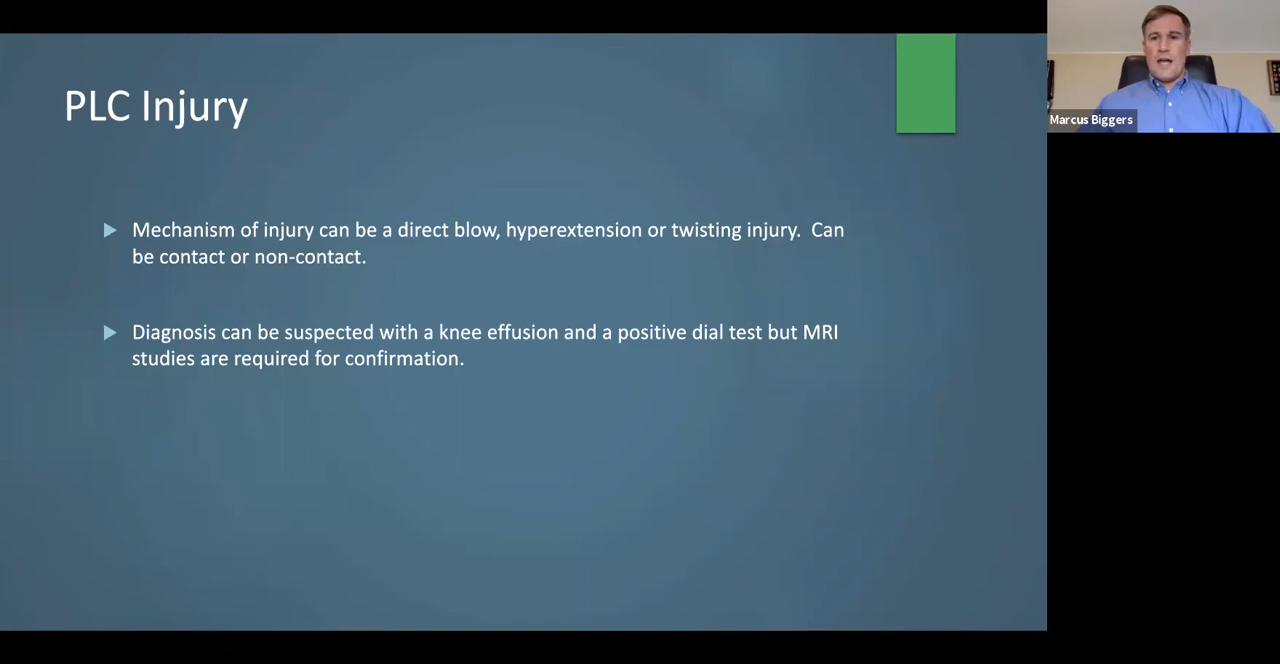 PLC Injury
Mechanism of injury can be a direct blow, hyperextension or twisting injury.  Can
be contact or non-contact.
Diagnosis can be suspected with a knee effusion and a positive dial test but MRI
studies are required for confirmation.
Marcus Biggers